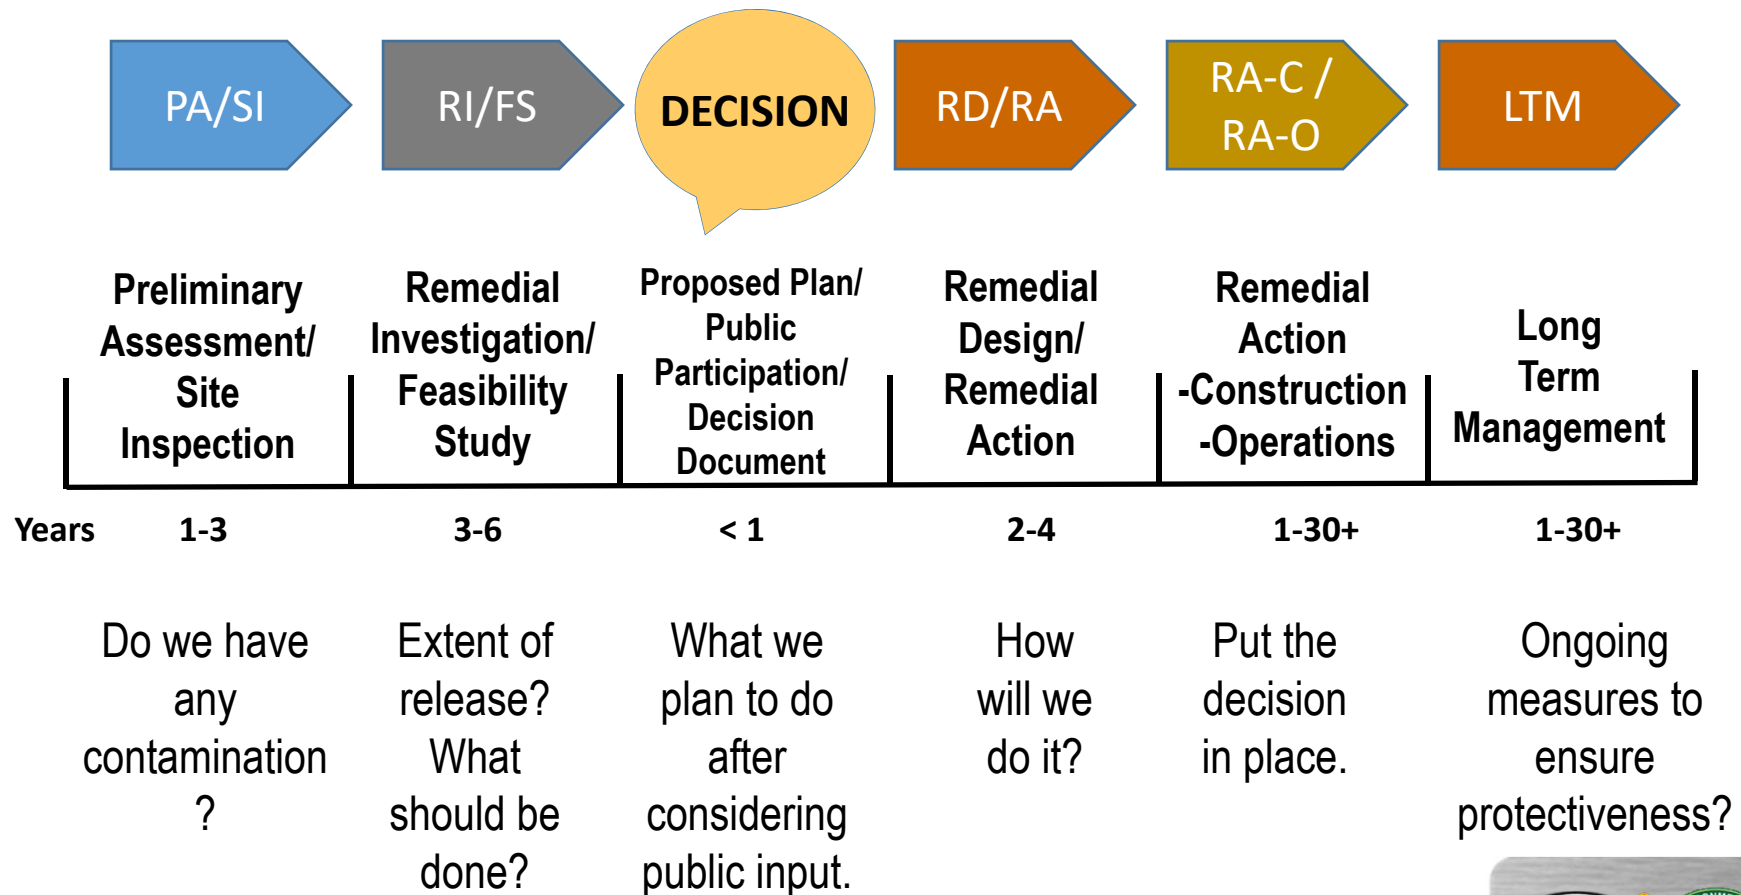 PA/SI
RI/FS
DECISION
RD/RA
RA-C /
RA-O
LTM
Preliminary
Assessment/
Site
Inspection
Remedial
Investigation/
Feasibility
Study
Proposed Plan/
Public
Participation/
Decision
Document
Remedial
Design/
Remedial
Action
Remedial
Action
-Construction
-Operations
Long
Term
Management
Years 1-3 3-6 < 1 2-4 1-30+ 1-30+
Do we have
any
contamination
?
Extent of
release?
What
should be
done?
What we
plan to do
after
considering
public input.
How
will we
do it?
Put the
decision
in place.
Ongoing
measures to
ensure
protectiveness?